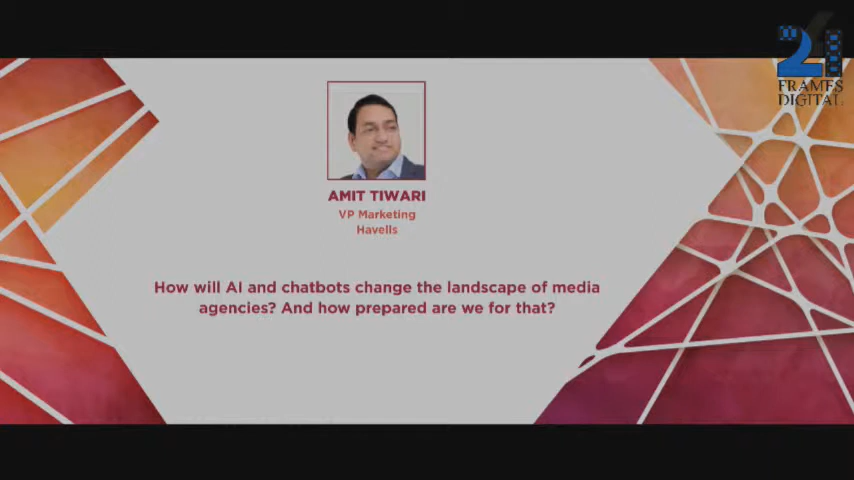 24
FRAMES
DIGITAL
AMIT TIWARI
VP Marketing
Havells
How will AI and chatbots change the landscape of media
agencies? And how prepared are we for that?